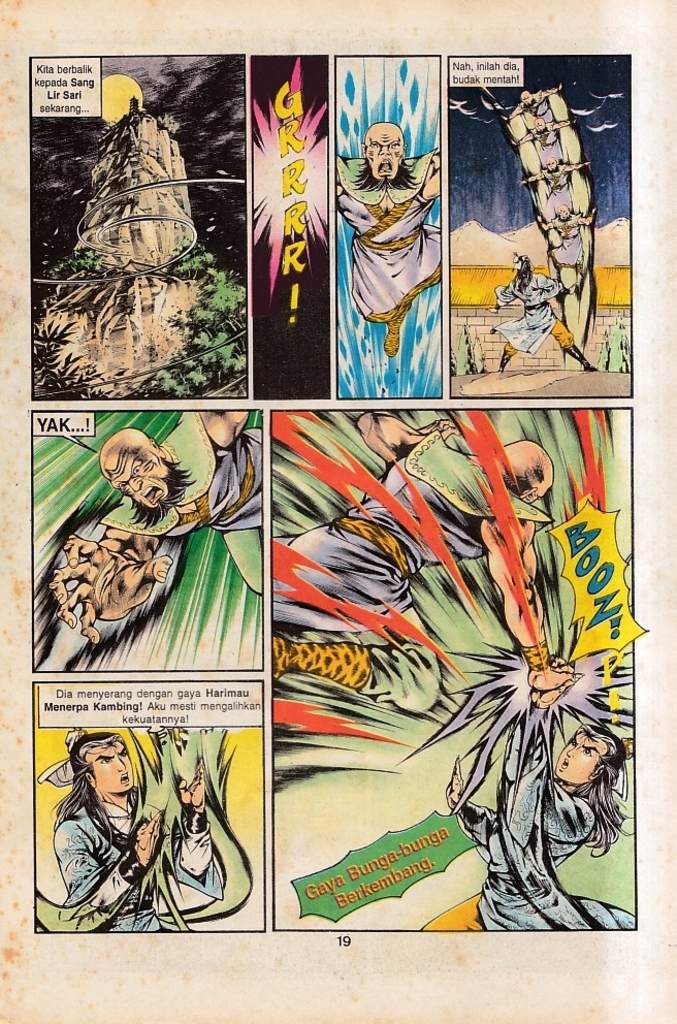 Kita berbalik
kepada Sang
Lir Sari
sekarang...
GRRRR!
Nah, inilah dia,
budak mentah!
YAK...!
BOOZ!
Dia menyerang dengan gaya Harimau
Menerpa Kambing! Aku mesti mengalihkan
kekuatannya!
Gaya Bunga-bunga
Berkembang.
19